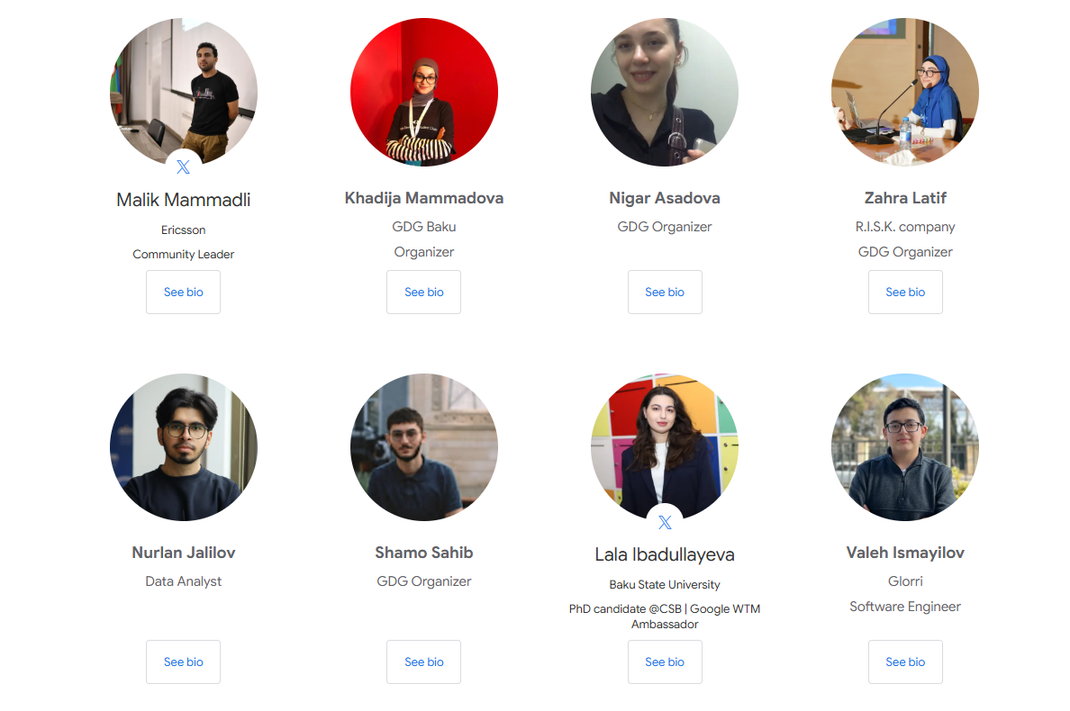 Malik Mammadli
Ericsson
Community Leader
See bio
Khadija Mammadova
GDG Baku
Organizer
See bio
Nigar Asadova
GDG Organizer
See bio
Zahra Latif
R.I.S.K. company
GDG Organizer
See bio
Nurlan Jalilov
Data Analyst
See bio
Shamo Sahib
GDG Organizer
See bio
Lala Ibadullayeva
Baku State University
PhD candidate @CSB | Google WTM
Ambassador
See bio
Valeh Ismayilov
Glorri
Software Engineer
See bio